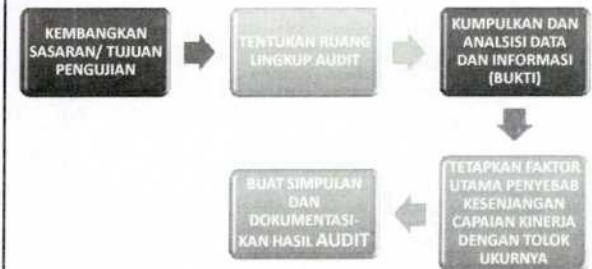 KEMBANGKAN
SASARAN/ TUJUAN
PENGUJIAN
TENTUKAN RUANG
LINGKUP AUDIT
KUMPULKAN DAN
ANALSISI DATA
DAN INFORMASI
(BUKTI)
TETAPKAN FAKTOR
UTAMA PENYEBAB
KESENJANGAN
CAPAIAN KINERJA
DENGAN TOLOK
UKURNYA
BUAT SIMPULAN
DAN
DOKUMENTASI-
KAN HASIL AUDIT